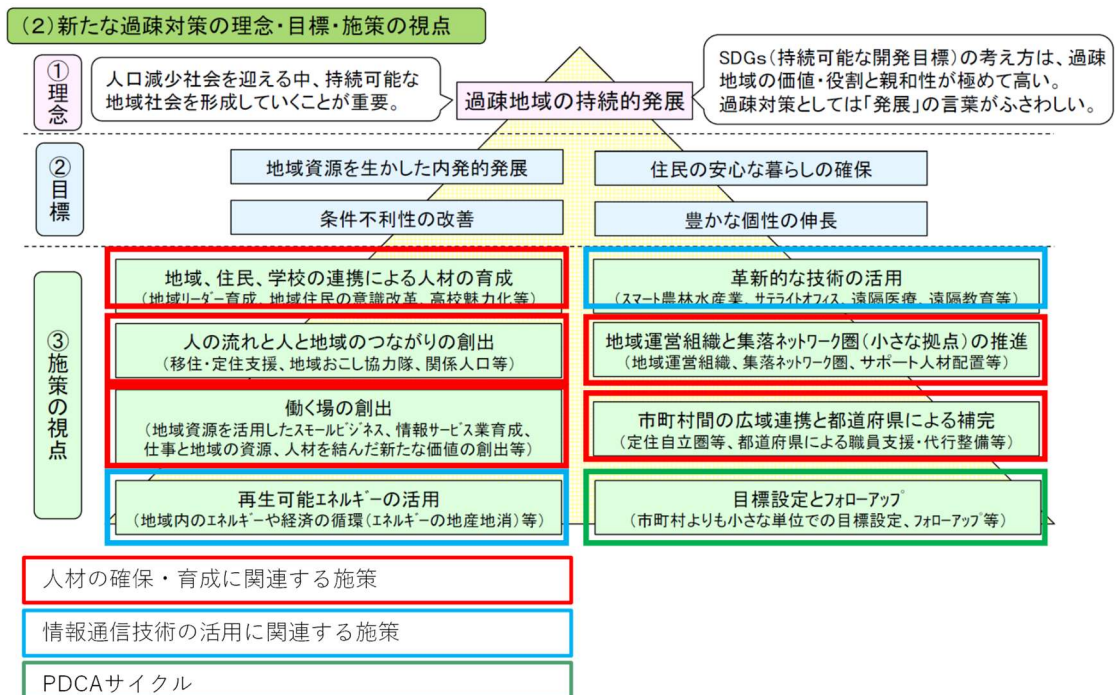 （2）新たな過疎対策の理念・目標・施策の視点
①理念
人口減少社会を迎える中、持続可能な
地域社会を形成していくことが重要。
過疎地域の持続的発展
SDGs（持続可能な開発目標）の考え方は、過疎
地域の価値・役割と親和性が極めて高い。
過疎対策としては「発展」の言葉がふさわしい。
②目標
地域資源を生かした内発的発展
住民の安心な暮らしの確保
条件不利性の改善
豊かな個性の伸長
③施策の視点
地域、住民、学校の連携による人材の育成
（地域ﾘｰﾀﾞｰ育成、地域住民の意識改革、高校魅力化等）
革新的な技術の活用
（ｽﾏｰﾄ農林水産業、ｻﾃﾗｲﾄｵﾌｨｽ、遠隔医療、遠隔教育等）
人の流れと人と地域のつながりの創出
（移住・定住支援、地域おこし協力隊、関係人口等）
地域運営組織と集落ﾈｯﾄﾜｰｸ圏（小さな拠点）の推進
（地域運営組織、集落ﾈｯﾄﾜｰｸ圏、サポート人材配置等）
働く場の創出
（地域資源を活用したｽﾓｰﾙﾋﾞｼﾞﾈｽ、情報ｻｰﾋﾞｽ業育成、
仕事と地域の資源、人材を結んだ新たな価値の創出等）
市町村間の広域連携と都道府県による補完
（定住自立圏等、都道府県による職員支援・代行整備等）
再生可能ｴﾈﾙｷﾞｰの活用
（地域内のｴﾈﾙｷﾞｰや経済の循環（ｴﾈﾙｷﾞｰの地産地消）等）
目標設定とﾌｫﾛｰｱｯﾌﾟ
（市町村よりも小さな単位での目標設定、ﾌｫﾛｰｱｯﾌﾟ等）
人材の確保・育成に関連する施策
情報通信技術の活用に関連する施策
PDCAサイクル